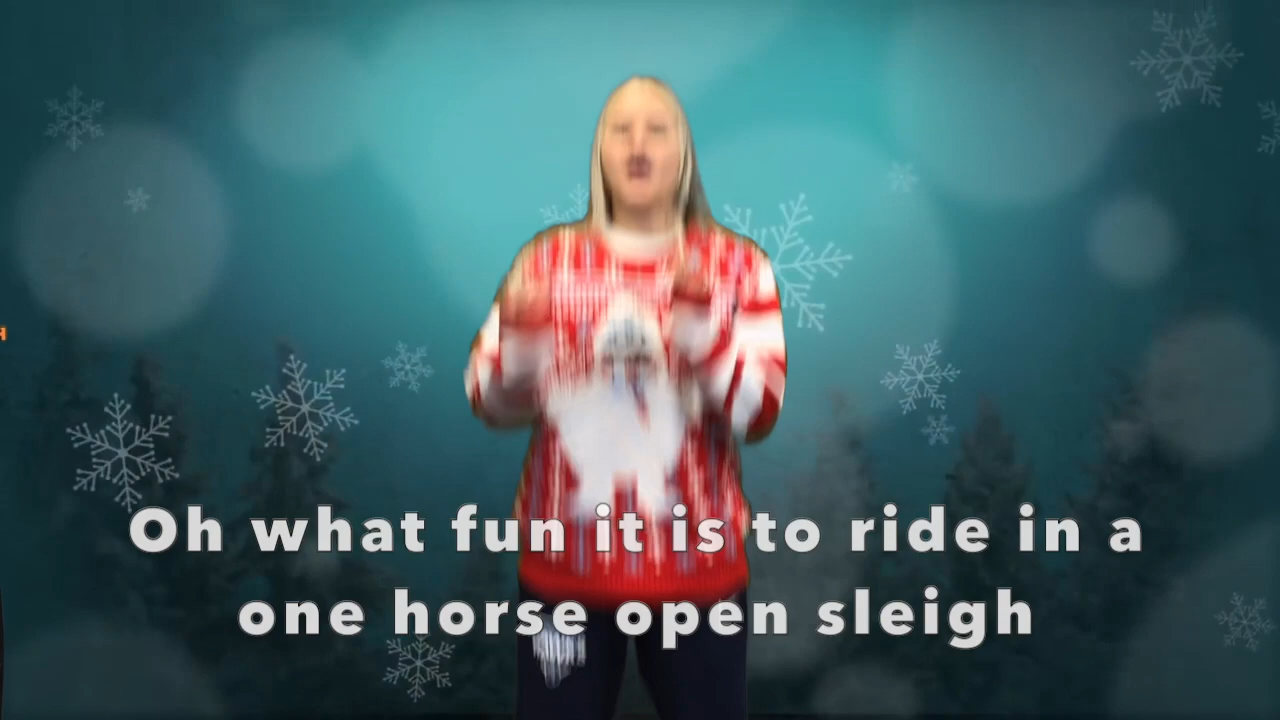 Oh what fun it is to ride in a
one horse open sleigh